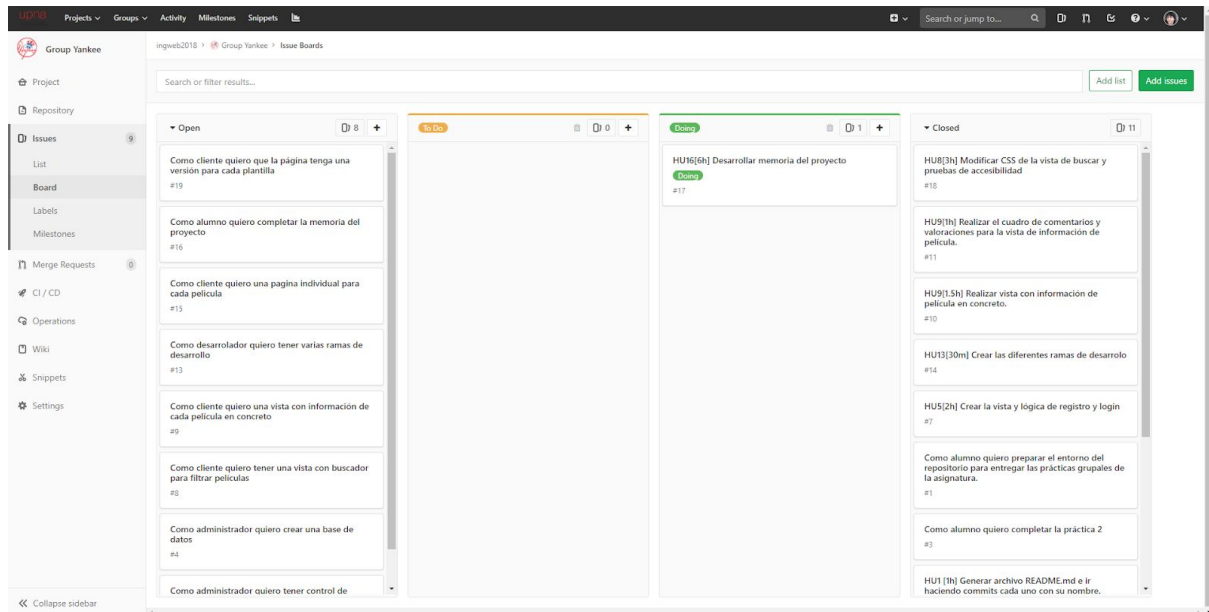 upna
Projects Groups Activity Milestones Snippets
Search or jump to...
Group Yankee
ingweb2018 > Group Yankee > Issue Boards
Project
Repository
Issues 9
List
Board
Labels
Milestones
Merge Requests 0
CI / CD
Operations
Wiki
Snippets
Settings
Collapse sidebar
Search or filter results...
Add list
Add issues
Open 8
Como cliente quiero que la página tenga una
versión para cada plantilla
#19
Como alumno quiero completar la memoria del
proyecto
#16
Como cliente quiero una pagina individual para
cada pelicula
#15
Como desarrolador quiero tener varias ramas de
desarrollo
#13
Como cliente quiero una vista con información de
cada película en concreto
#9
Como cliente quiero tener una vista con buscador
para filtrar películas
#8
Como administrador quiero crear una base de
datos
#4
Como administrador quiero tener control de
To Do 0
Doing 1
HU16[6h] Desarrollar memoria del proyecto
Doing
#17
Closed 11
HU8[3h] Modificar CSS de la vista de buscar y
pruebas de accesibilidad
#18
HU9[1h] Realizar el cuadro de comentarios y
valoraciones para la vista de información de
película.
#11
HU9[1.5h] Realizar vista con información de
película en concreto.
#10
HU13[30m] Crear las diferentes ramas de desarrolo
#14
HU5[2h] Crear la vista y lógica de registro y login
#7
Como alumno quiero preparar el entorno del
repositorio para entregar las prácticas grupales de
la asignatura.
#1
Como alumno quiero completar la práctica 2
#3
HU1 [1h] Generar archivo README.md e ir
haciendo commits cada uno con su nombre.